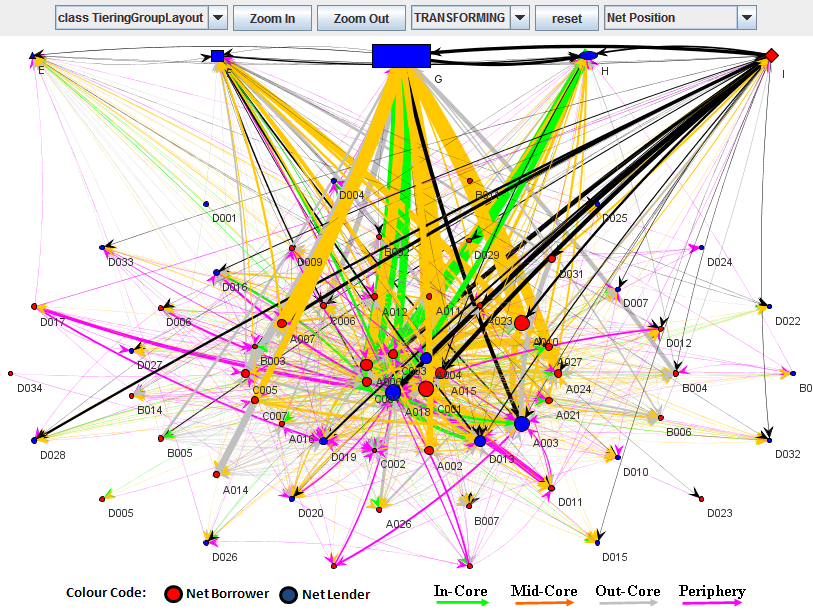 class TieringGroupLayout Zoom In Zoom Out TRANSFORMING reset Net Position
E F G H I
D004
D001 D025
D033 D009 B002 D029 D031 D024
D016 D007
D017 D006 C006 A012 A011 A023 D012 D022
A007 A010
D027 B003 A027
D034 C005 C003 A004 A015 A024 B004 B0
B014 C007 A018 C001 A021 B006
D028 B005 A016 D019 C002 A002 D013 A003 D010 D032
A014 D011
D005 D020 A026 B007 D023
D026 D015
Colour Code: Net Borrower Net Lender In-Core Mid-Core Out-Core Periphery